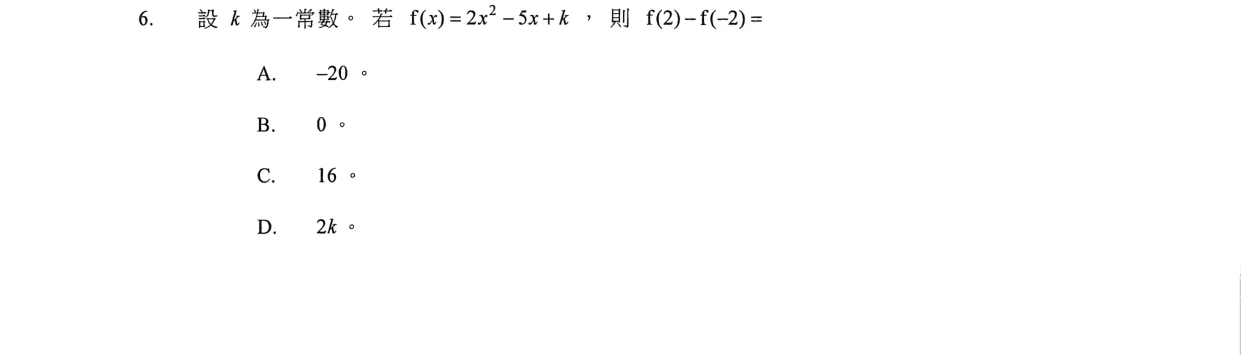 6. 設 k 為一常數。若 f(x) = 2x² – 5x + k ，則 f(2) – f(–2) =
A. –20 。
B. 0 。
C. 16 。
D. 2k 。